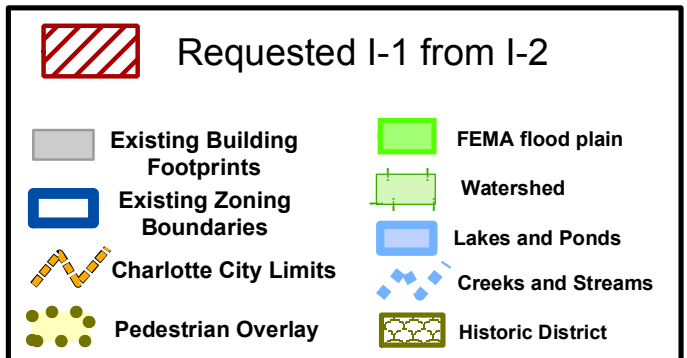 Requested I-1 from I-2
Existing Building
Footprints
Existing Zoning
Boundaries
Charlotte City Limits
Pedestrian Overlay
FEMA flood plain
Watershed
Lakes and Ponds
Creeks and Streams
Historic District